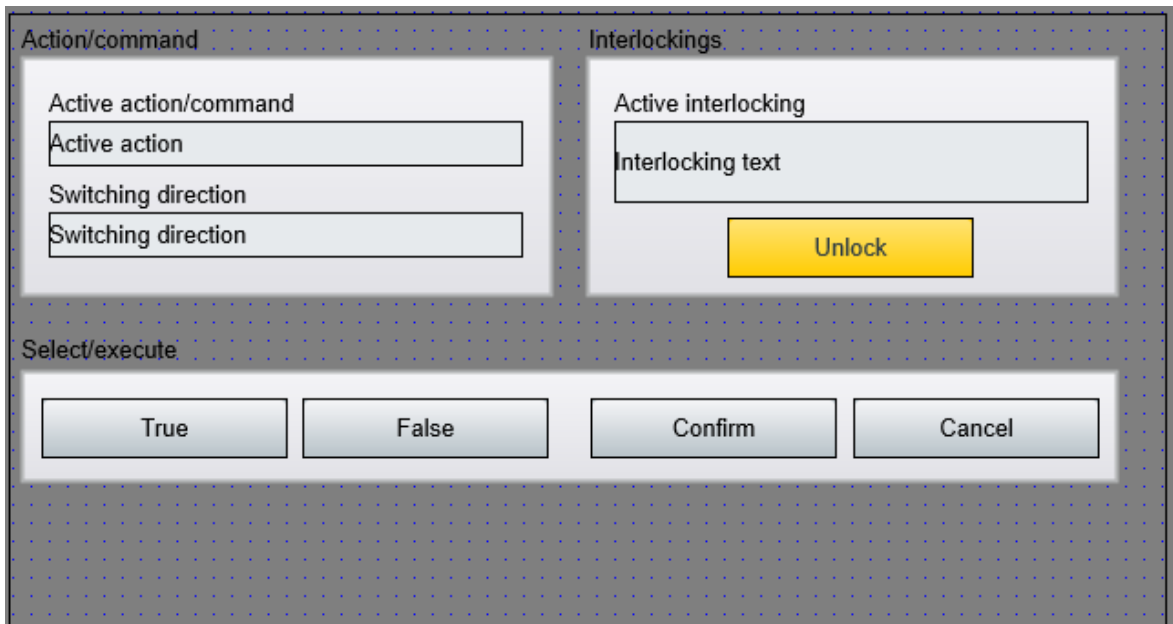 Action/command
Active action/command
Active action
Switching direction
Switching direction
Interlockings
Active interlocking
Interlocking text
Unlock
Select/execute
True
False
Confirm
Cancel